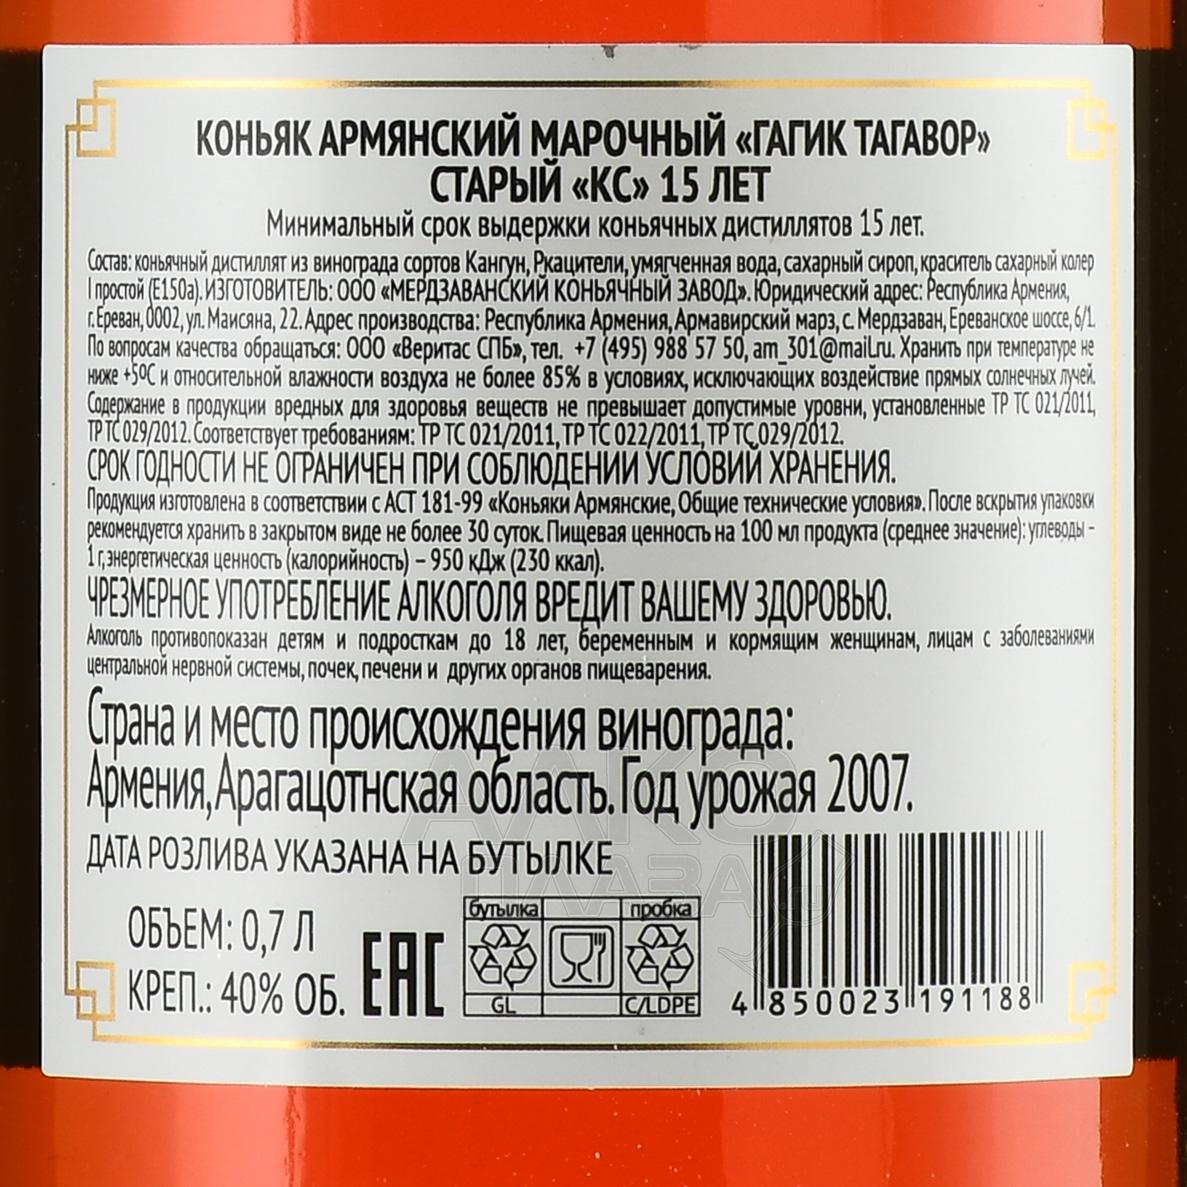 КОНЬЯК АРМЯНСКИЙ МАРОЧНЫЙ «ГАГИК ТАГАВОР»
СТАРЫЙ «КС» 15 ЛЕТ
Минимальный срок выдержки коньячных дистиллятов 15 лет.
Состав: коньячный дистиллят из винограда сортов Кангун, Ркацители, умягченная вода, сахарный сироп, краситель сахарный колер
I простой (Е150а). ИЗГОТОВИТЕЛЬ: ООО «МЕРДЗАВАНСКИЙ КОНЬЯЧНЫЙ ЗАВОД». Юридический адрес: Республика Армения,
г. Ереван, 0002, ул. Маисяна, 22. Адрес производства: Республика Армения, Армавирский марз, с. Мердзаван, Ереванское шоссе, 6/1.
По вопросам качества обращаться: ООО «Веритас СПБ», тел. +7 (495) 988 57 50, am_301@mail.ru. Хранить при температуре не
ниже +5ºС и относительной влажности воздуха не более 85% в условиях, исключающих воздействие прямых солнечных лучей.
Содержание в продукции вредных для здоровья веществ не превышает допустимые уровни, установленные ТР ТС 021/2011,
ТР ТС 029/2012. Соответствует требованиям: ТР ТС 021/2011, ТР ТС 022/2011, ТР ТС 029/2012.
СРОК ГОДНОСТИ НЕ ОГРАНИЧЕН ПРИ СОБЛЮДЕНИИ УСЛОВИЙ ХРАНЕНИЯ.
Продукция изготовлена в соответствии с АСТ 181-99 «Коньяки Армянские, Общие технические условия». После вскрытия упаковки
рекомендуется хранить в закрытом виде не более 30 суток. Пищевая ценность на 100 мл продукта (среднее значение): углеводы –
1 г, энергетическая ценность (калорийность) – 950 кДж (230 ккал).
ЧРЕЗМЕРНОЕ УПОТРЕБЛЕНИЕ АЛКОГОЛЯ ВРЕДИТ ВАШЕМУ ЗДОРОВЬЮ.
Алкоголь противопоказан детям и подросткам до 18 лет, беременным и кормящим женщинам, лицам с заболеваниями
центральной нервной системы, почек, печени и других органов пищеварения.
Страна и место происхождения винограда:
Армения, Арагацотнская область. Год урожая 2007.
ДАТА РОЗЛИВА УКАЗАНА НА БУТЫЛКЕ
ОБЪЕМ: 0,7 Л
КРЕП.: 40% ОБ.
ЕАС
бутылка
GL
пробка
C/LDPE
4 850023 191188
АЛКО
ПЛАЗА
.ru